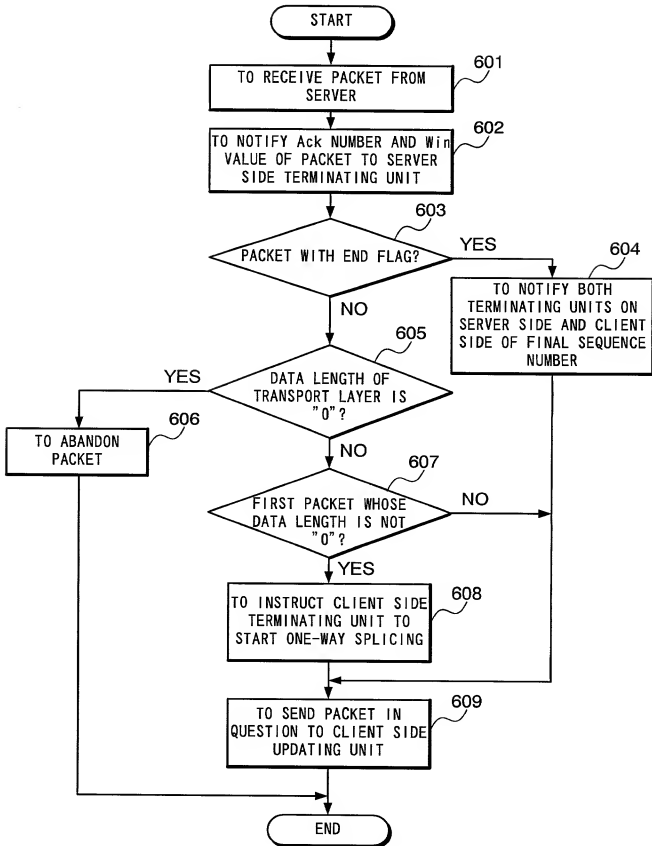 START
601
TO RECEIVE PACKET FROM
SERVER
602
TO NOTIFY Ack NUMBER AND Win
VALUE OF PACKET TO SERVER
SIDE TERMINATING UNIT
603
PACKET WITH END FLAG?
YES
604
NO
TO NOTIFY BOTH
TERMINATING UNITS ON
SERVER SIDE AND CLIENT
SIDE OF FINAL SEQUENCE
NUMBER
605
YES
DATA LENGTH OF
TRANSPORT LAYER IS
"0"?
606
TO ABANDON
PACKET
NO
607
FIRST PACKET WHOSE
DATA LENGTH IS NOT
"0"?
NO
YES
608
TO INSTRUCT CLIENT SIDE
TERMINATING UNIT TO
START ONE-WAY SPLICING
609
TO SEND PACKET IN
QUESTION TO CLIENT SIDE
UPDATING UNIT
END